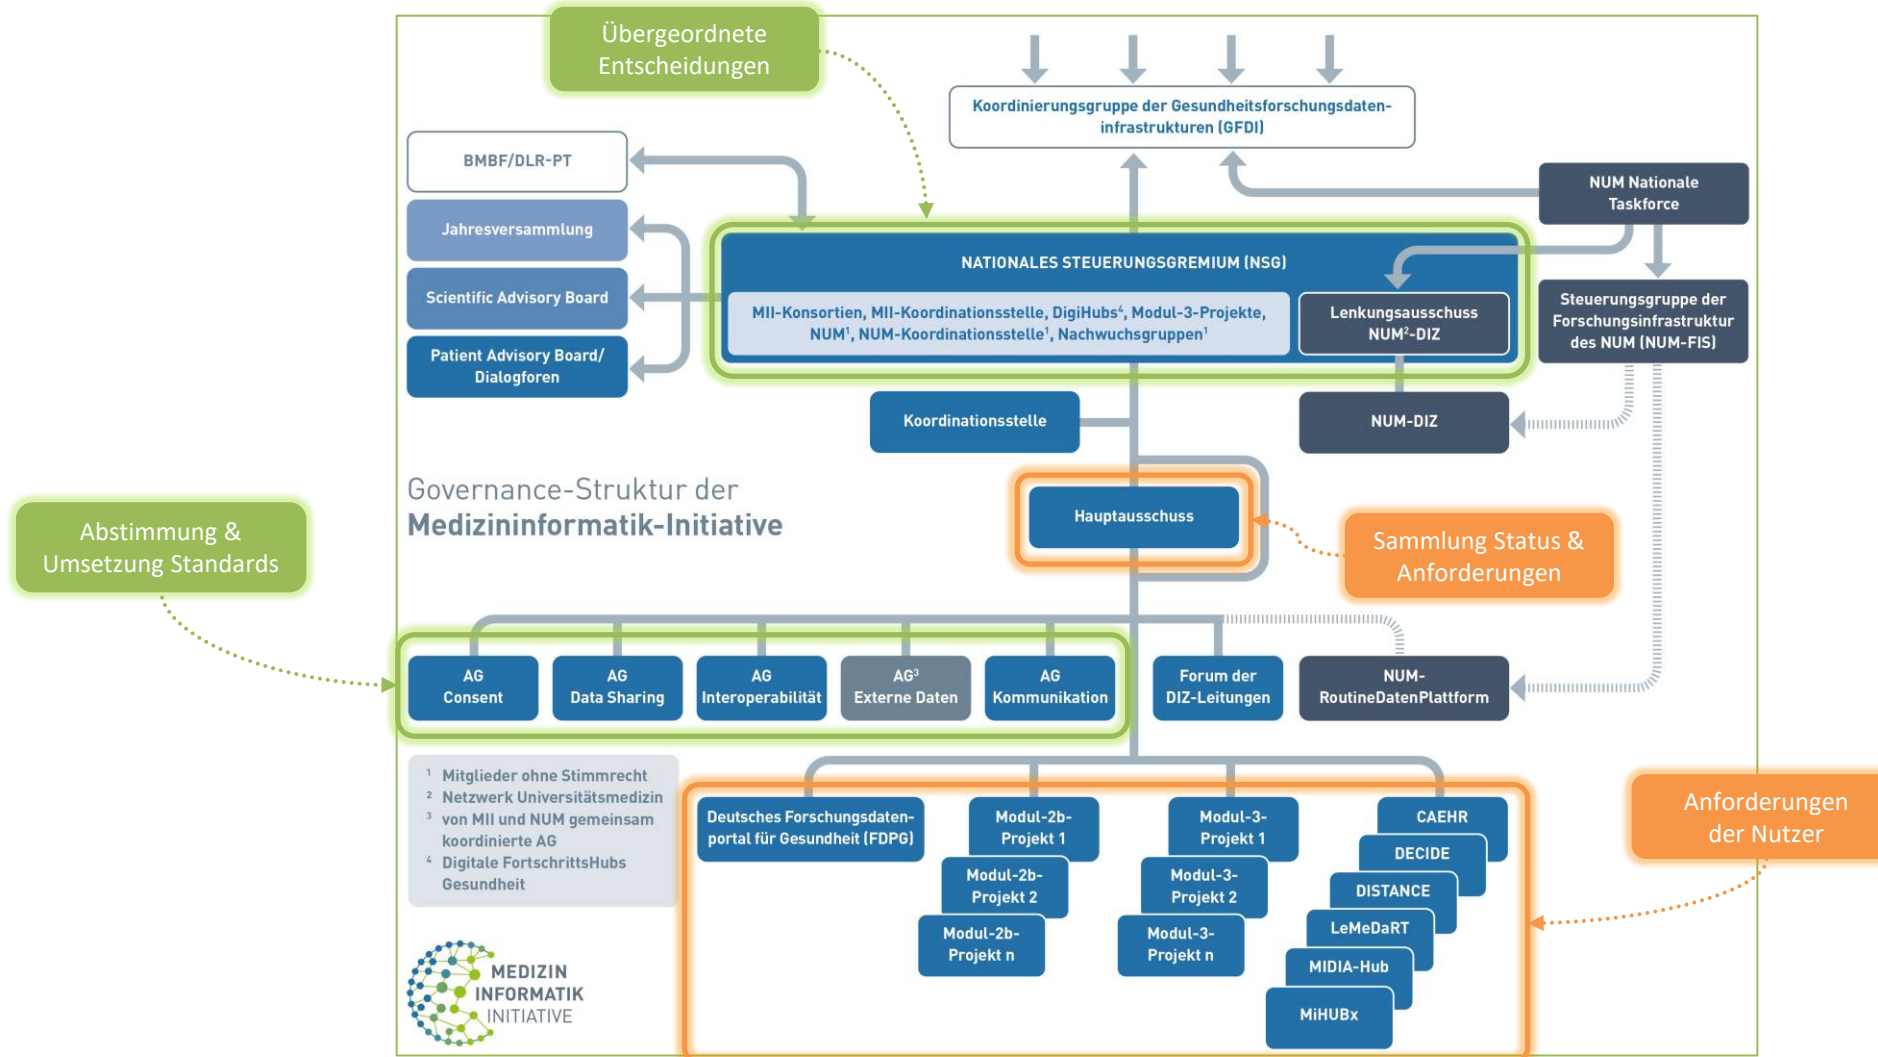 Übergeordnete
Entscheidungen
Koordinierungsgruppe der Gesundheitsforschungsdaten-
infrastrukturen (GFDI)
BMBF/DLR-PT
Jahresversammlung
Scientific Advisory Board
Patient Advisory Board/
Dialogforen
NUM Nationale
Taskforce
NATIONALES STEUERUNGSGREMIUM (NSG)
MII-Konsortien, MII-Koordinationsstelle, DigiHubs⁴, Modul-3-Projekte,
NUM¹, NUM-Koordinationsstelle¹, Nachwuchsgruppen¹
Lenkungsausschuss
NUM²-DIZ
Steuerungsgruppe der
Forschungsinfrastruktur
des NUM (NUM-FIS)
Koordinationsstelle
NUM-DIZ
Governance-Struktur der
Medizininformatik-Initiative
Hauptausschuss
Abstimmung &
Umsetzung Standards
Sammlung Status &
Anforderungen
AG
Consent
AG
Data Sharing
AG
Interoperabilität
AG³
Externe Daten
AG
Kommunikation
Forum der
DIZ-Leitungen
NUM-
RoutineDatenPlattform
¹ Mitglieder ohne Stimmrecht
² Netzwerk Universitätsmedizin
³ von MII und NUM gemeinsam
koordinierte AG
⁴ Digitale FortschrittsHubs
Gesundheit
Deutsches Forschungsdaten-
portal für Gesundheit (FDPG)
Modul-2b-
Projekt 1
Modul-2b-
Projekt 2
Modul-2b-
Projekt n
Modul-3-
Projekt 1
Modul-3-
Projekt 2
Modul-3-
Projekt n
CAEHR
DECIDE
DISTANCE
LeMeDaRT
MIDIA-Hub
MiHUBx
Anforderungen
der Nutzer
MEDIZIN
INFORMATIK
INITIATIVE